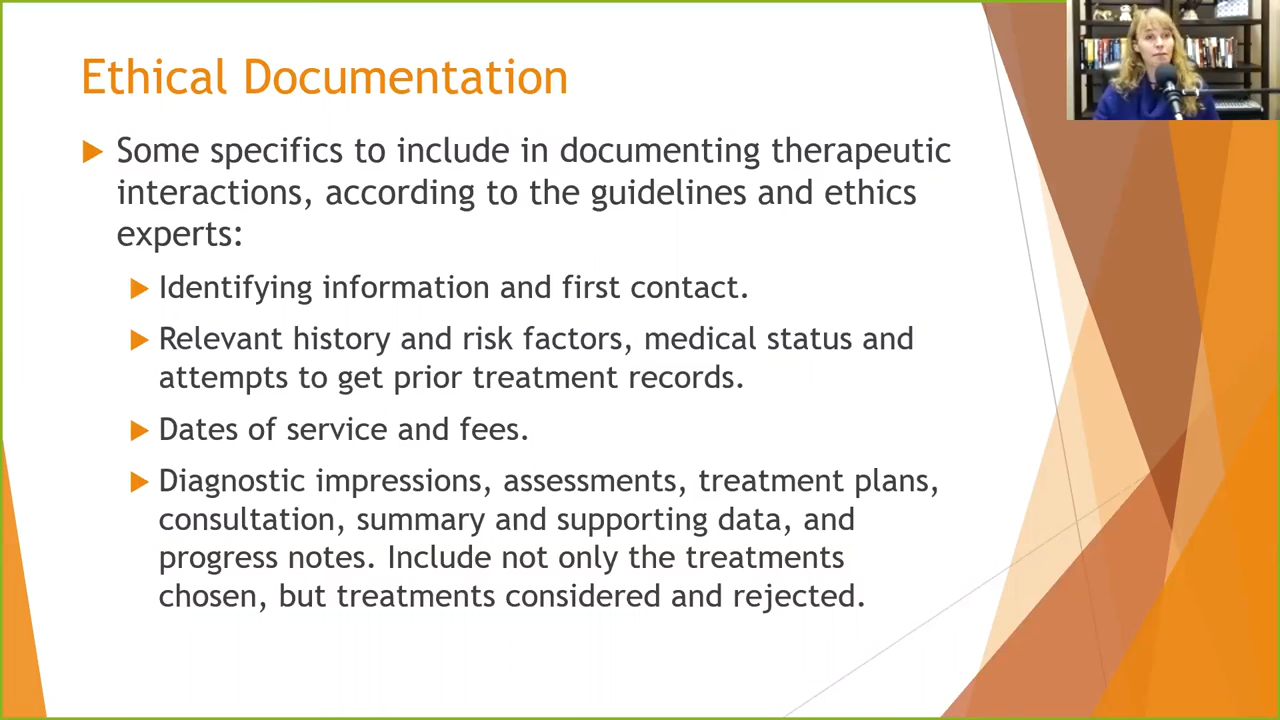 Ethical Documentation
Some specifics to include in documenting therapeutic
interactions, according to the guidelines and ethics
experts:
Identifying information and first contact.
Relevant history and risk factors, medical status and
attempts to get prior treatment records.
Dates of service and fees.
Diagnostic impressions, assessments, treatment plans,
consultation, summary and supporting data, and
progress notes. Include not only the treatments
chosen, but treatments considered and rejected.